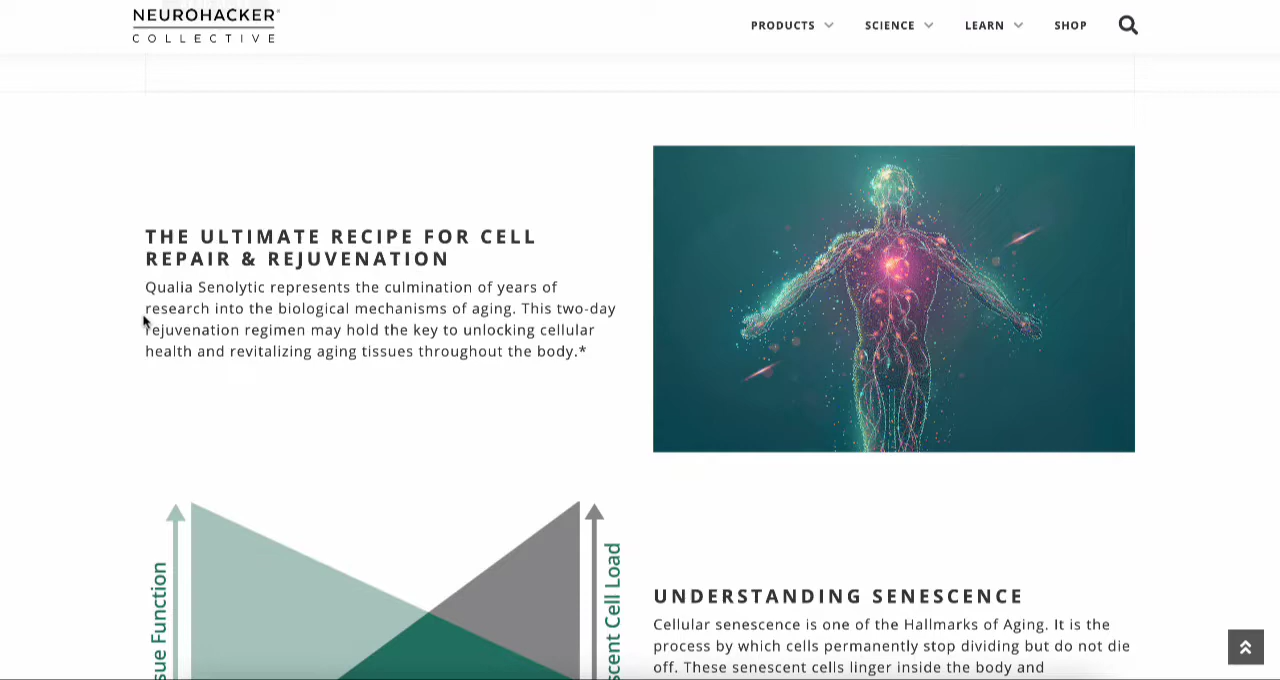 NEUROHACKER
COLLECTIVE
PRODUCTS
SCIENCE
LEARN
SHOP
THE ULTIMATE RECIPE FOR CELL
REPAIR & REJUVENATION
Qualia Senolytic represents the culmination of years of
research into the biological mechanisms of aging. This two-day
rejuvenation regimen may hold the key to unlocking cellular
health and revitalizing aging tissues throughout the body.*
Function
Cell Load
UNDERSTANDING SENESCENCE
Cellular senescence is one of the Hallmarks of Aging. It is the
process by which cells permanently stop dividing but do not die
off. These senescent cells linger inside the body and